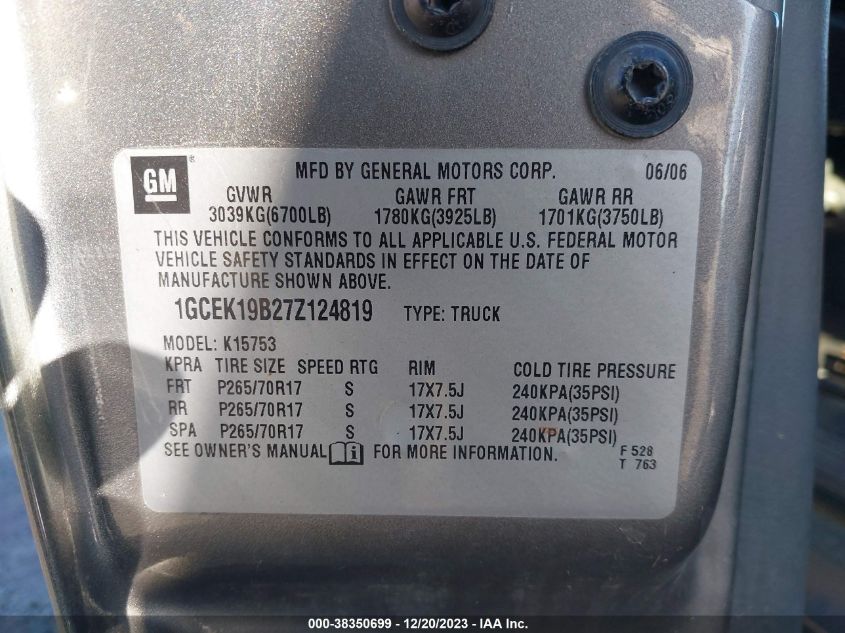 GM ® MFD BY GENERAL MOTORS CORP. 06/06
GVWR GAWR FRT GAWR RR
3039KG(6700LB) 1780KG(3925LB) 1701KG(3750LB)
THIS VEHICLE CONFORMS TO ALL APPLICABLE U.S. FEDERAL MOTOR
VEHICLE SAFETY STANDARDS IN EFFECT ON THE DATE OF
MANUFACTURE SHOWN ABOVE.
1GCEK19B27Z124819 TYPE: TRUCK
MODEL: K15753
KPRA TIRE SIZE SPEED RTG RIM COLD TIRE PRESSURE
FRT P265/70R17 S 17X7.5J 240KPA(35PSI)
RR P265/70R17 S 17X7.5J 240KPA(35PSI)
SPA P265/70R17 S 17X7.5J 240KPA(35PSI)
SEE OWNER'S MANUAL i FOR MORE INFORMATION. F 528
T 763
000-38350699 - 12/20/2023 - IAA Inc.